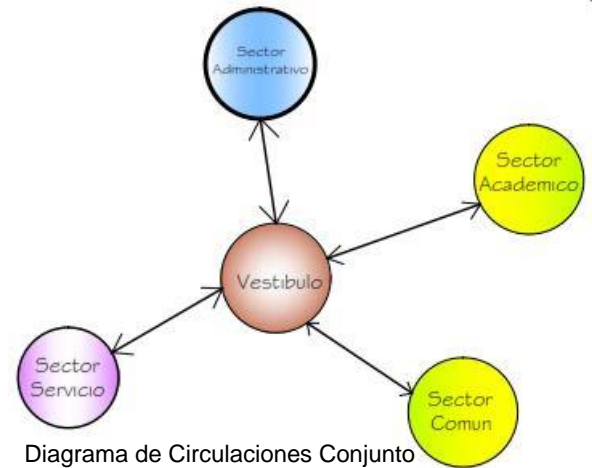 Sector
Administrativo
Sector
Academico
Vestibulo
Sector
Servicio
Sector
Comun
Diagrama de Circulaciones Conjunto